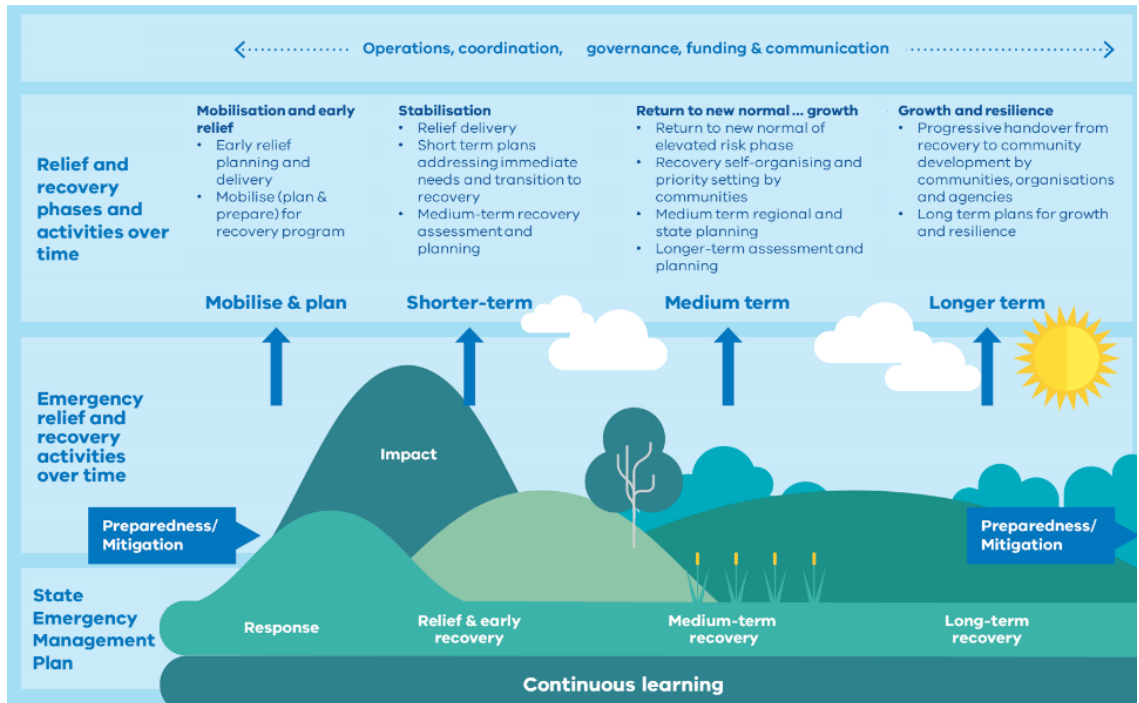 Operations, coordination, governance, funding & communication
Relief and
recovery
phases and
activities over
time
Mobilisation and early
relief
• Early relief
planning and
delivery
• Mobilise (plan &
prepare) for
recovery program
Mobilise & plan
Stabilisation
• Relief delivery
• Short term plans
addressing immediate
needs and transition to
recovery
• Medium-term recovery
assessment and
planning
Shorter-term
Return to new normal ... growth
• Return to new normal of
elevated risk phase
• Recovery self-organising and
priority setting by
communities
• Medium term regional and
state planning
• Longer-term assessment and
planning
Medium term
Growth and resilience
• Progressive handover from
recovery to community
development by
communities, organisations
and agencies
• Long term plans for growth
and resilience
Longer term
Emergency
relief and
recovery
activities
over time
Impact
Preparedness/
Mitigation
Preparedness/
Mitigation
State
Emergency
Management
Plan
Response
Relief & early
recovery
Medium-term
recovery
Long-term
recovery
Continuous learning